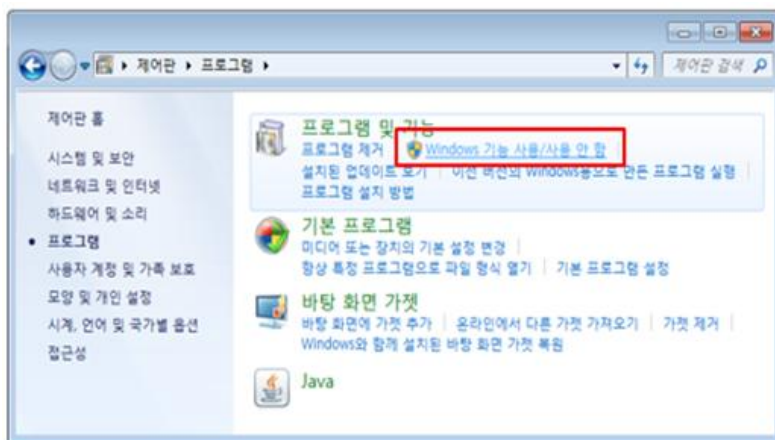 제어판 ▸ 프로그램 ▸
제어판 검색
제어판 홈
시스템 및 보안
네트워크 및 인터넷
하드웨어 및 소리
프로그램
사용자 계정 및 가족 보호
모양 및 개인 설정
시계, 언어 및 국가별 옵션
접근성
프로그램 및 기능
프로그램 제거 | Windows 기능 사용/사용 안 함
설치된 업데이트 보기 | 이전 버전의 Windows용으로 만든 프로그램 실행
프로그램 설치 방법
기본 프로그램
미디어 또는 장치의 기본 설정 변경
항상 특정 프로그램으로 파일 형식 열기 | 기본 프로그램 설정
바탕 화면 가젯
바탕 화면에 가젯 추가 | 온라인에서 다른 가젯 가져오기 | 가젯 제거
Windows와 함께 설치된 바탕 화면 가젯 복원
Java